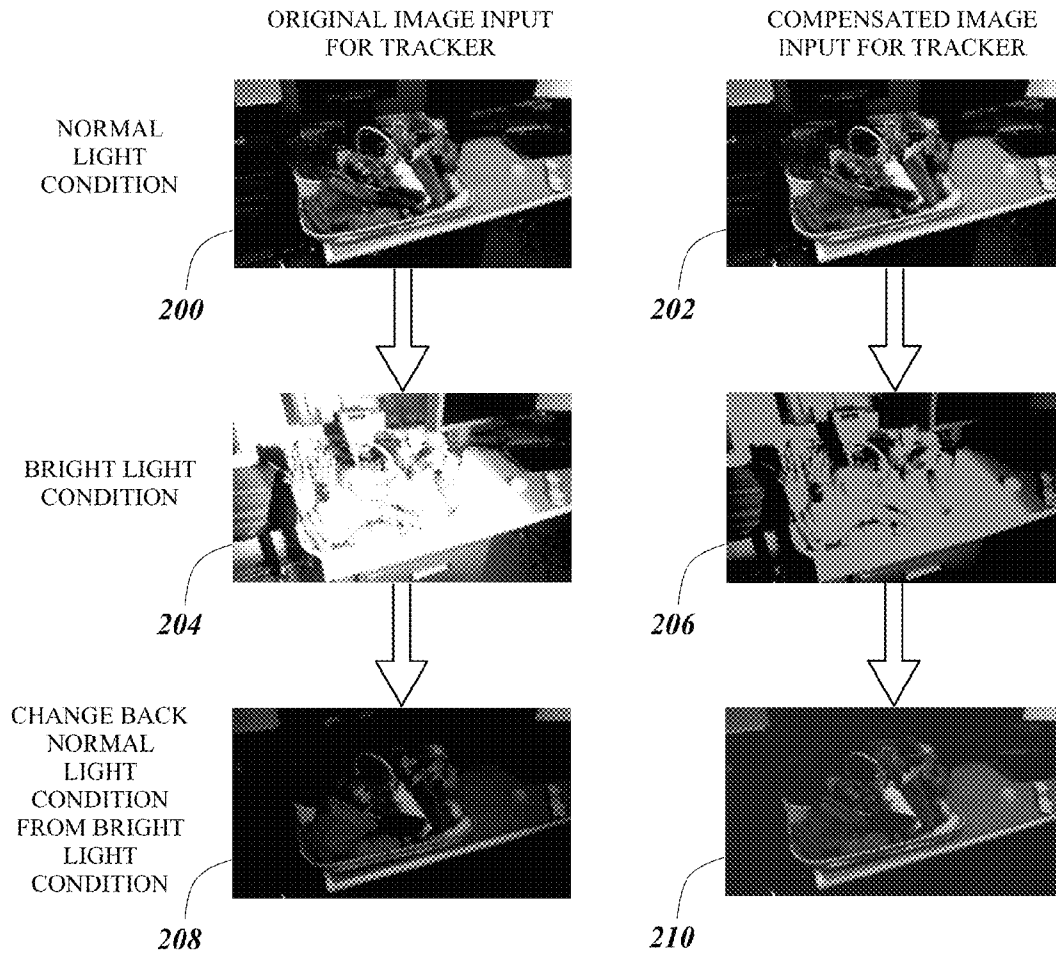 ORIGINAL IMAGE INPUT
FOR TRACKER
COMPENSATED IMAGE
INPUT FOR TRACKER
NORMAL
LIGHT
CONDITION
200
202
BRIGHT LIGHT
CONDITION
204
206
CHANGE BACK
NORMAL
LIGHT
CONDITION
FROM BRIGHT
LIGHT
CONDITION
208
210